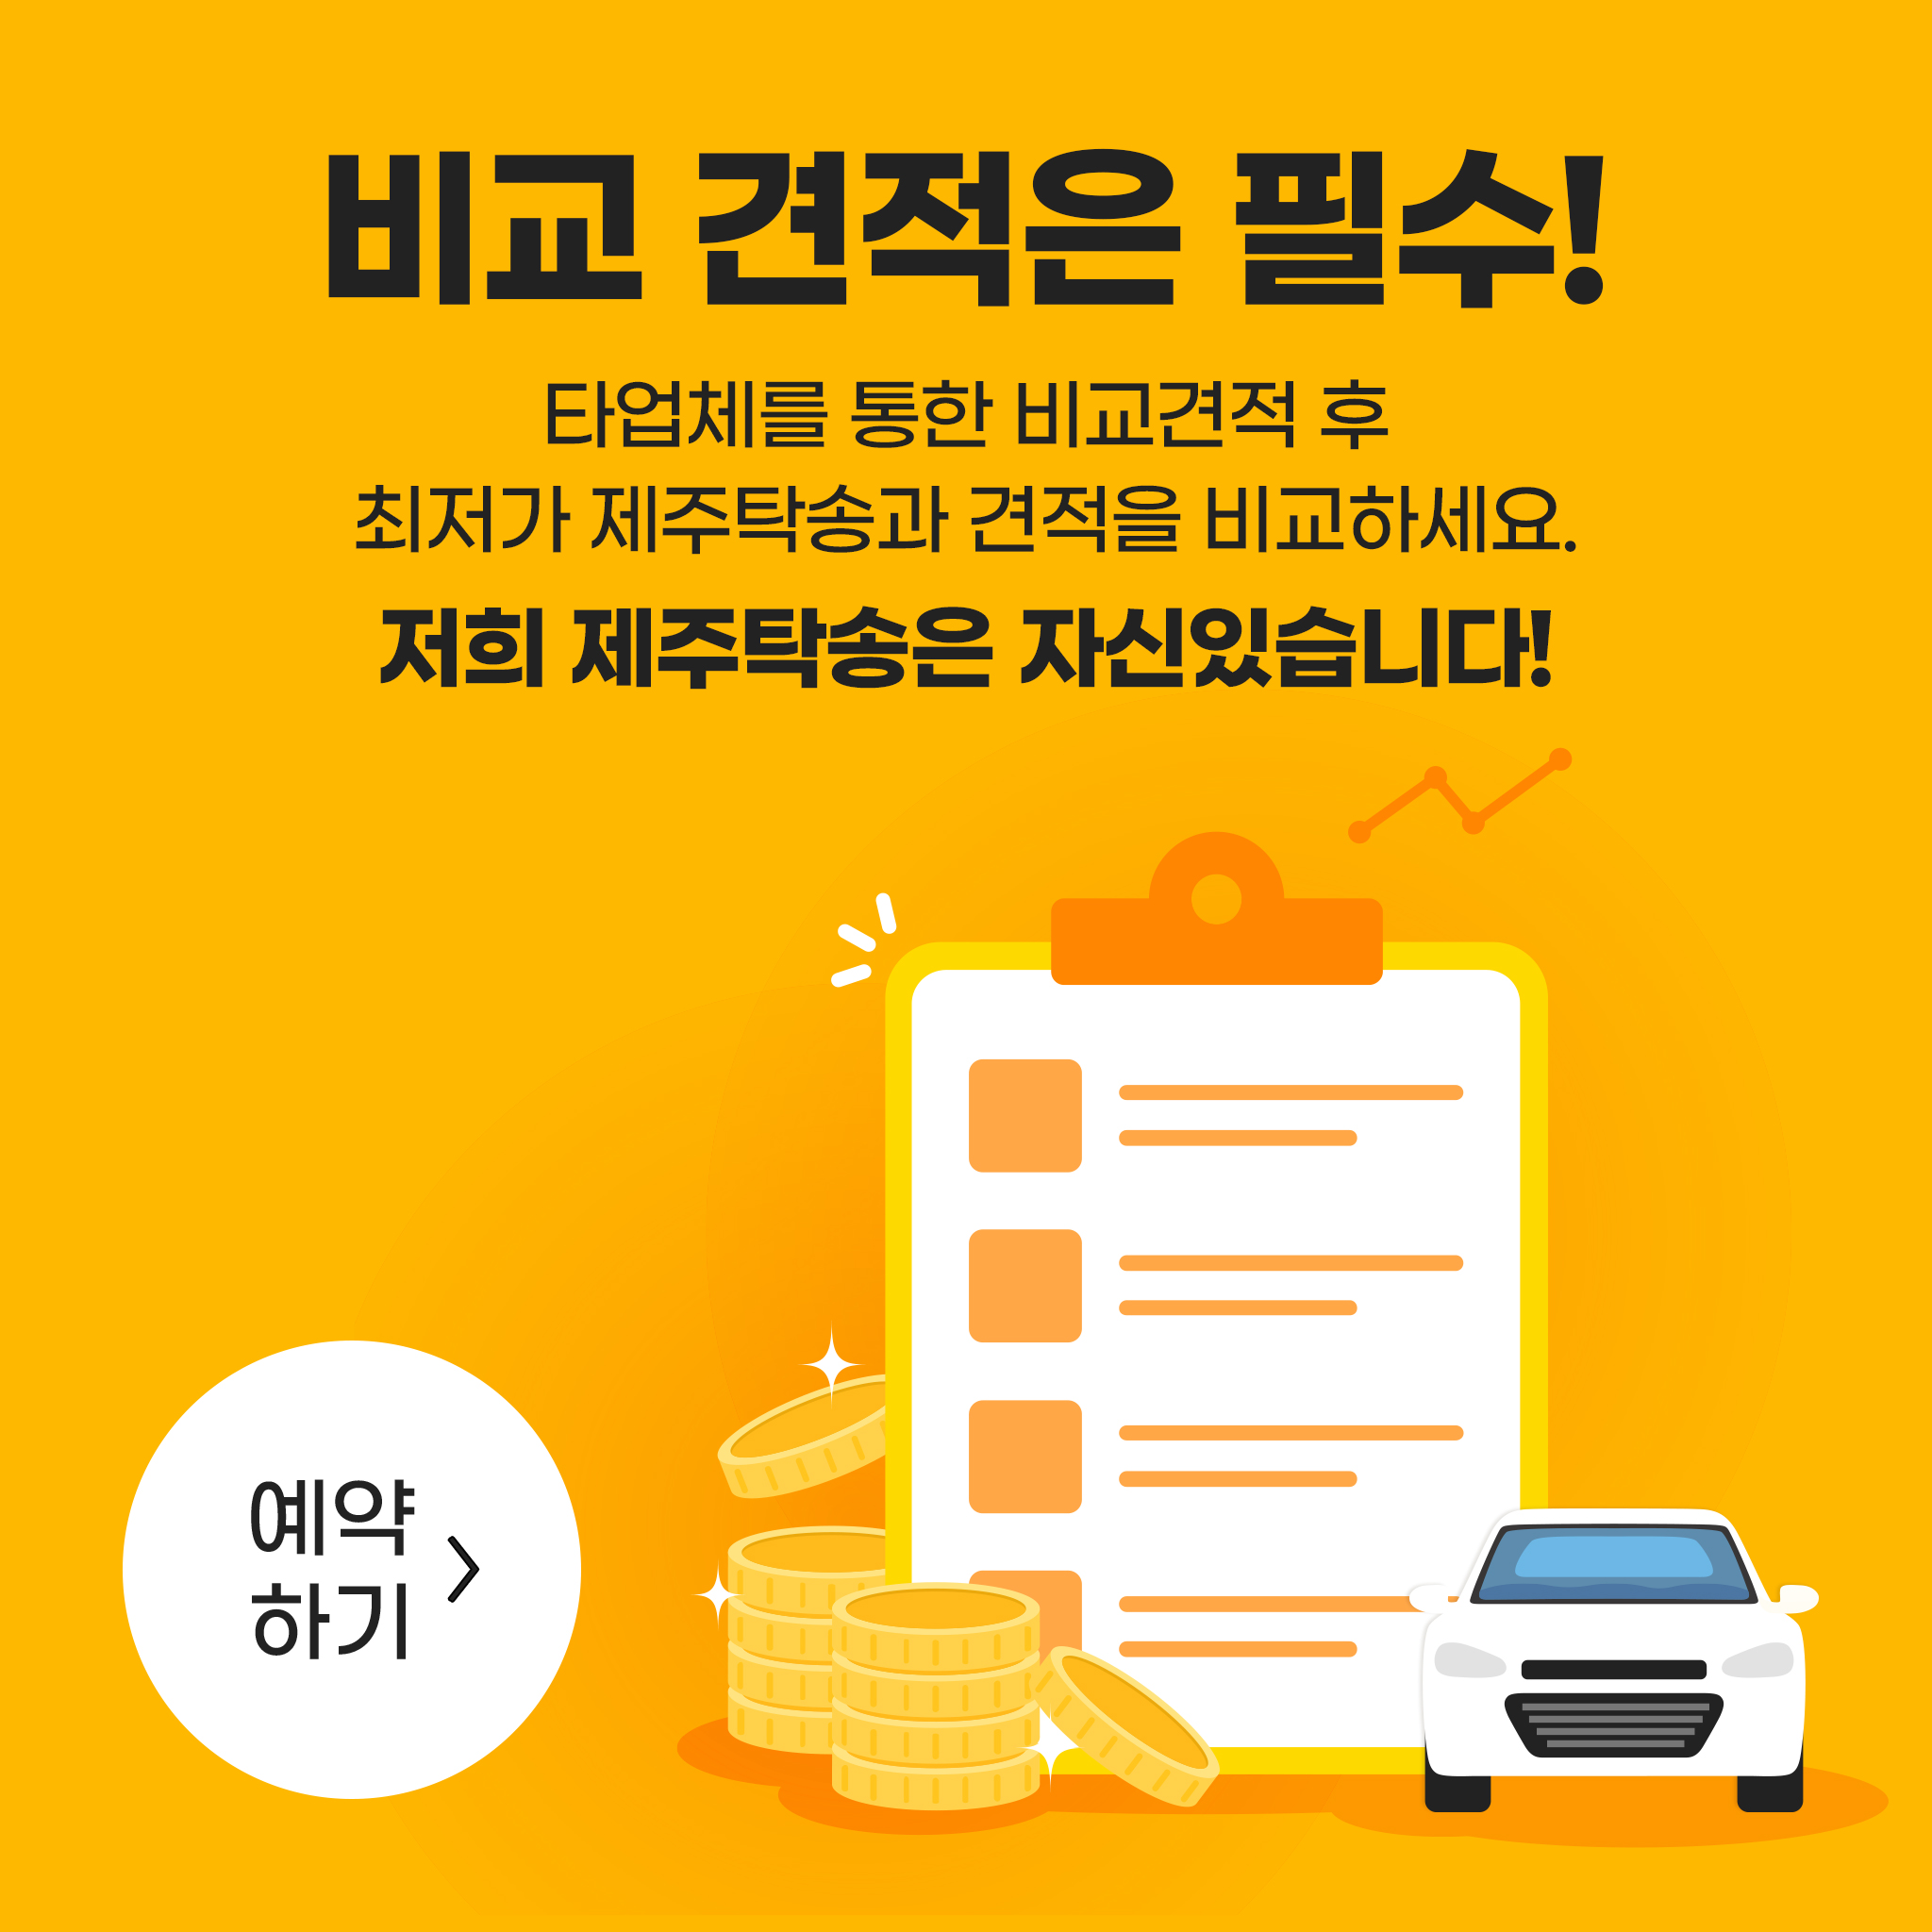 비교 견적은 필수!
타업체를 통한 비교견적 후
최저가 제주탁송과 견적을 비교하세요.
저희 제주탁송은 자신있습니다!
예약
하기